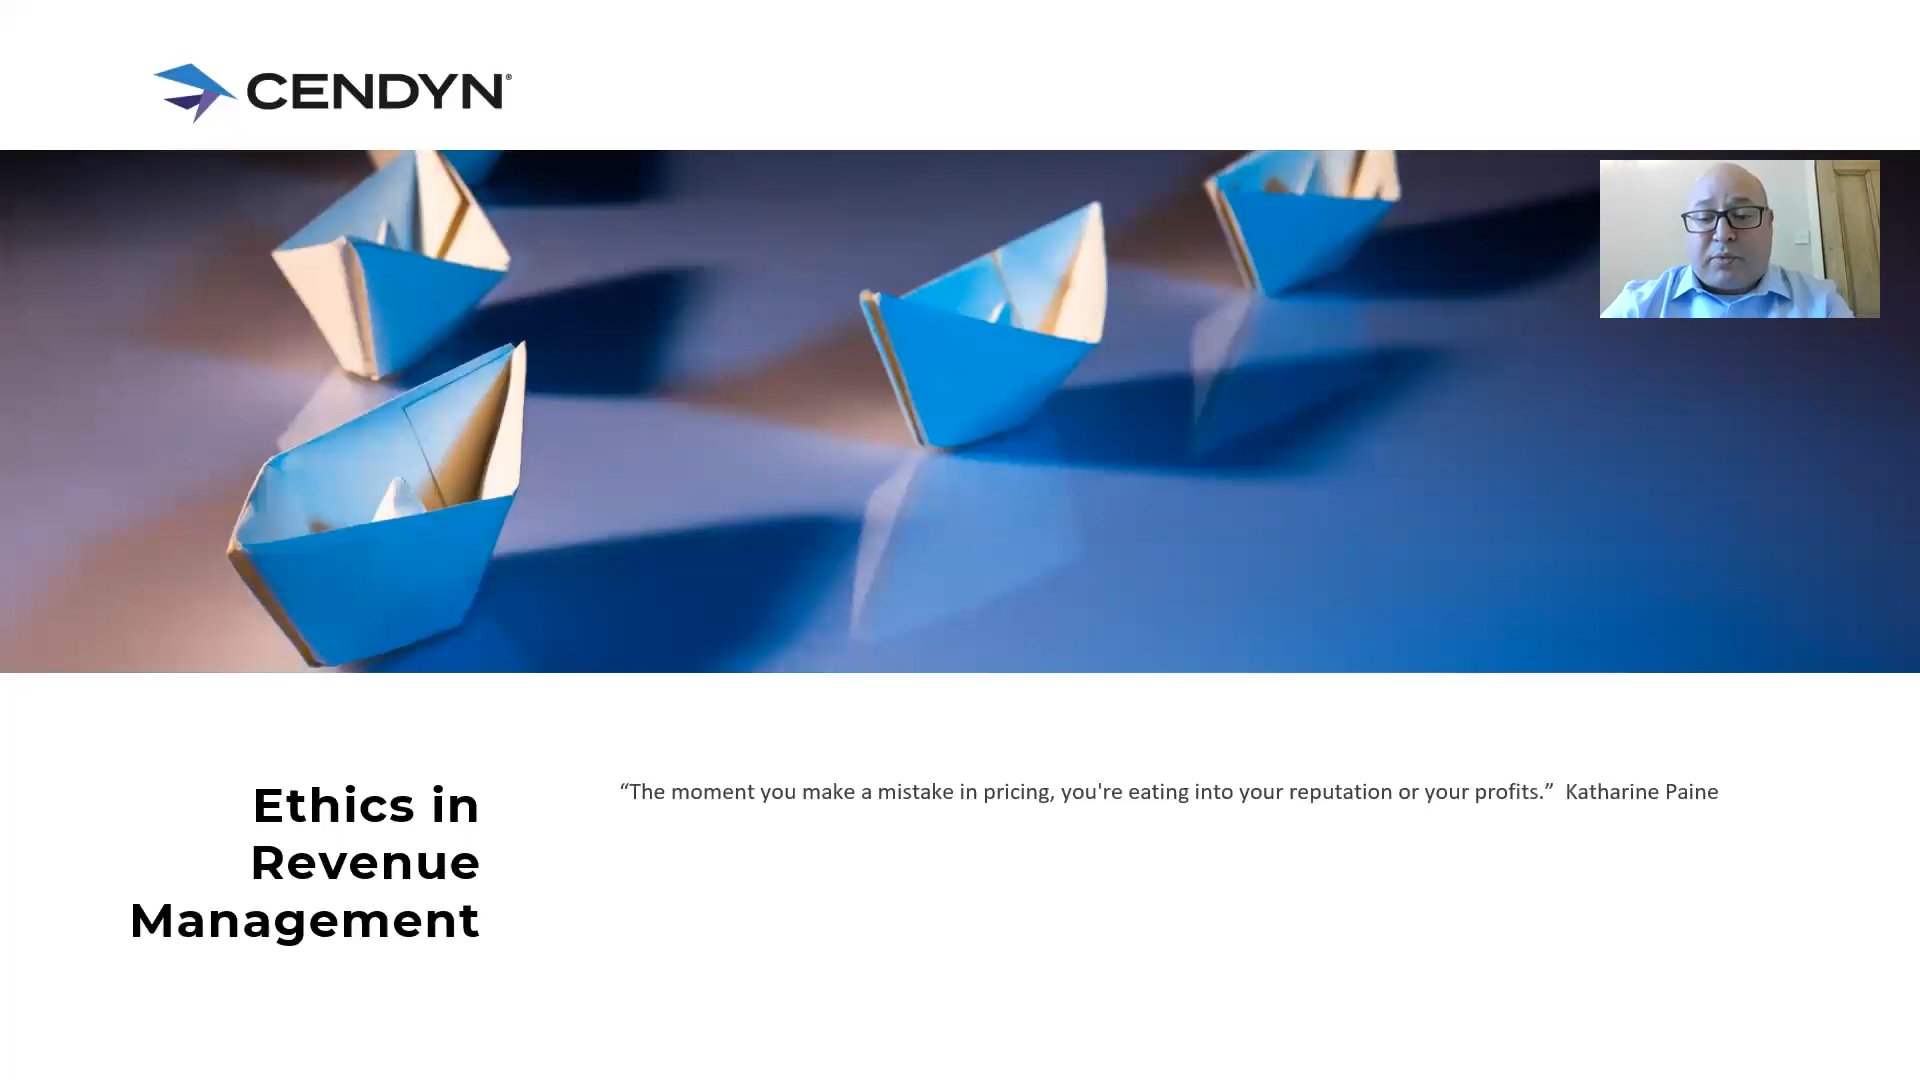 CENDYN®
Ethics in
Revenue
Management
“The moment you make a mistake in pricing, you're eating into your reputation or your profits.”  Katharine Paine